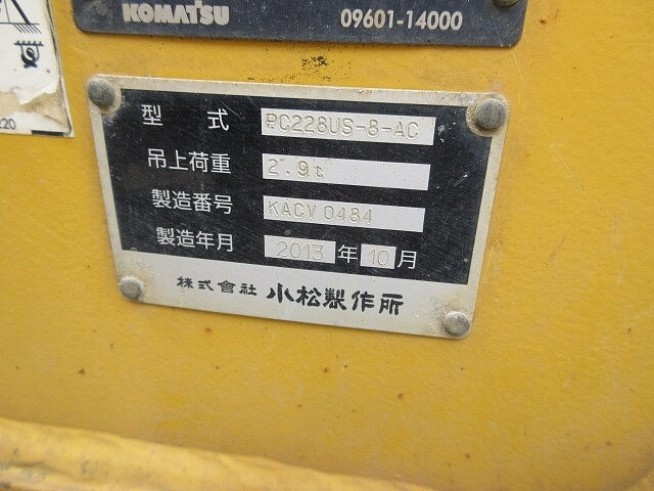 KOMATSU 09601-14000
型 式 PC228US-8-AC
吊上荷重 2.9t
製造番号 KACV 0484
製造年月 2013 年 10 月
株式會社 小松製作所
220